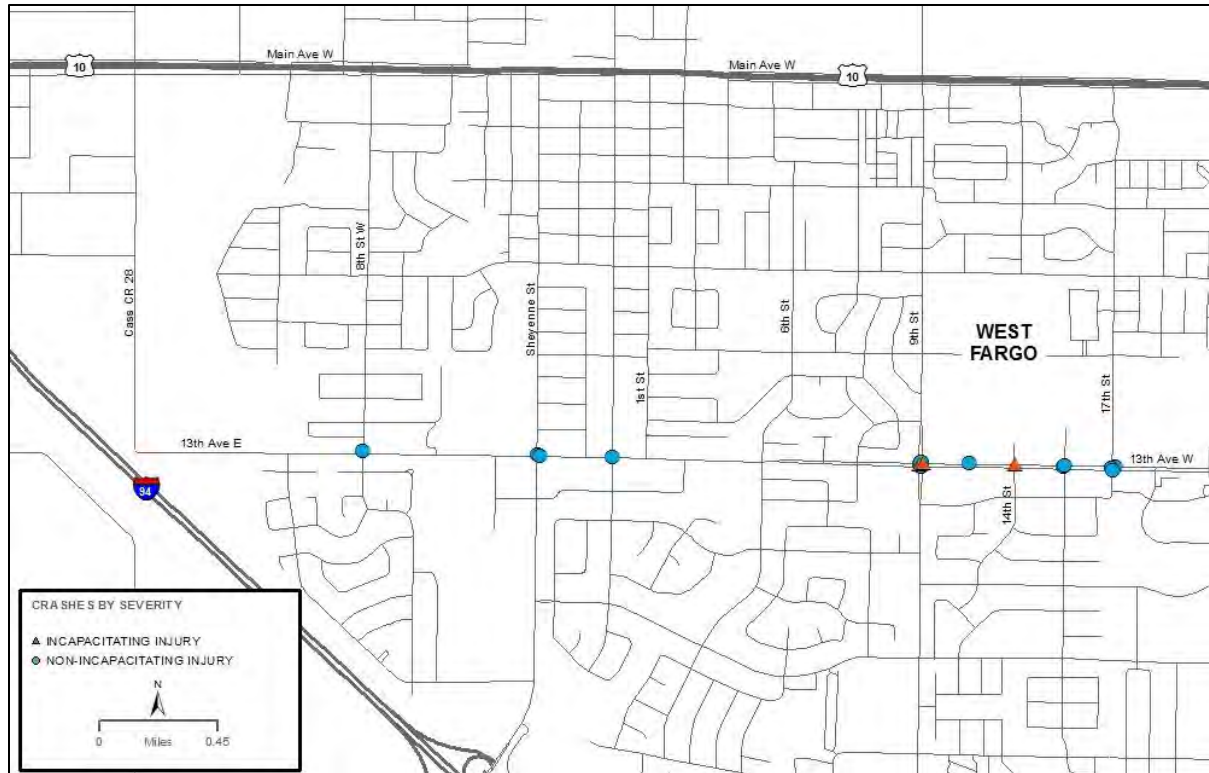 Main Ave W
10
Main Ave W
10
Cass CR 28
8th St W
Sheyenne St
1st St
6th St
9th St
WEST
FARGO
17th St
13th Ave E
13th Ave W
94
14th St
CRASHES BY SEVERITY
INCAPACITATING INJURY
NON-INCAPACITATING INJURY
N
0 Miles 0.45